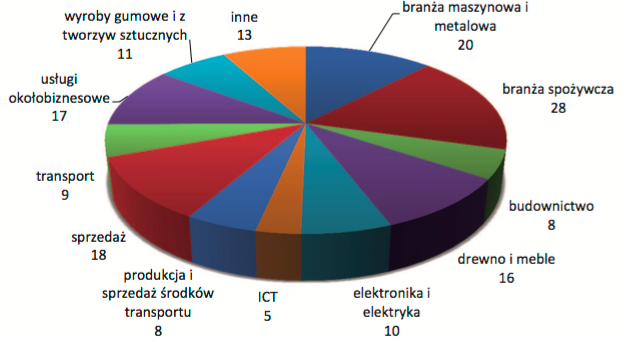 branża maszynowa i
metalowa
20
branża spożywcza
28
budownictwo
8
drewno i meble
16
elektronika i
elektryka
10
ICT
5
produkcja i
sprzedaż środków
transportu
8
sprzedaż
18
transport
9
usługi
okołobiznesowe
17
wyroby gumowe i z
tworzyw sztucznych
11
inne
13